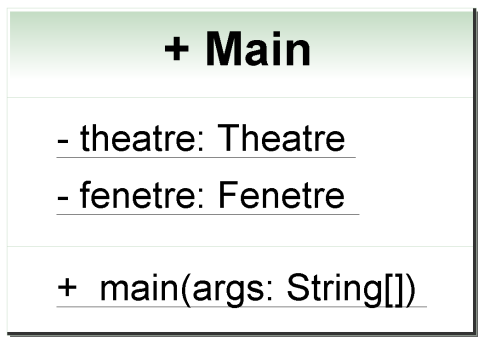 + Main
- theatre: Theatre
- fenetre: Fenetre
+ main(args: String[])